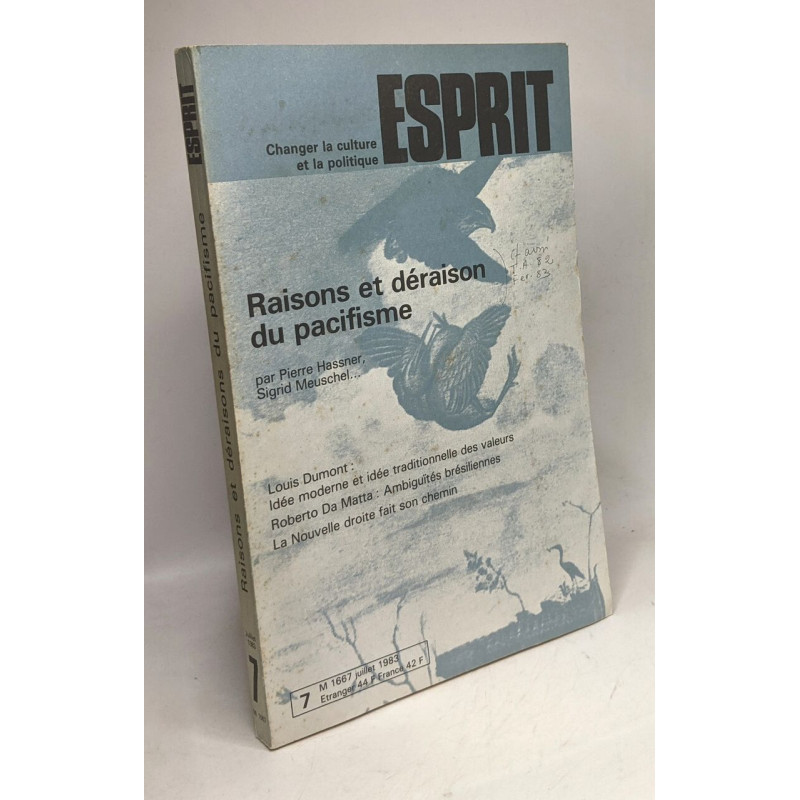 ESPRIT
Changer la culture
et la politique
Raisons et déraison
du pacifisme
par Pierre Hassner,
Sigrid Meuschel...
Louis Dumont :
Idée moderne et idée traditionnelle des valeurs
Roberto Da Matta : Ambiguïtés brésiliennes
La Nouvelle droite fait son chemin
7
M 1667 juillet 1983
Etranger 44 F France 42 F
ESPRIT
Raisons et déraisons du pacifisme
juillet
1983
7